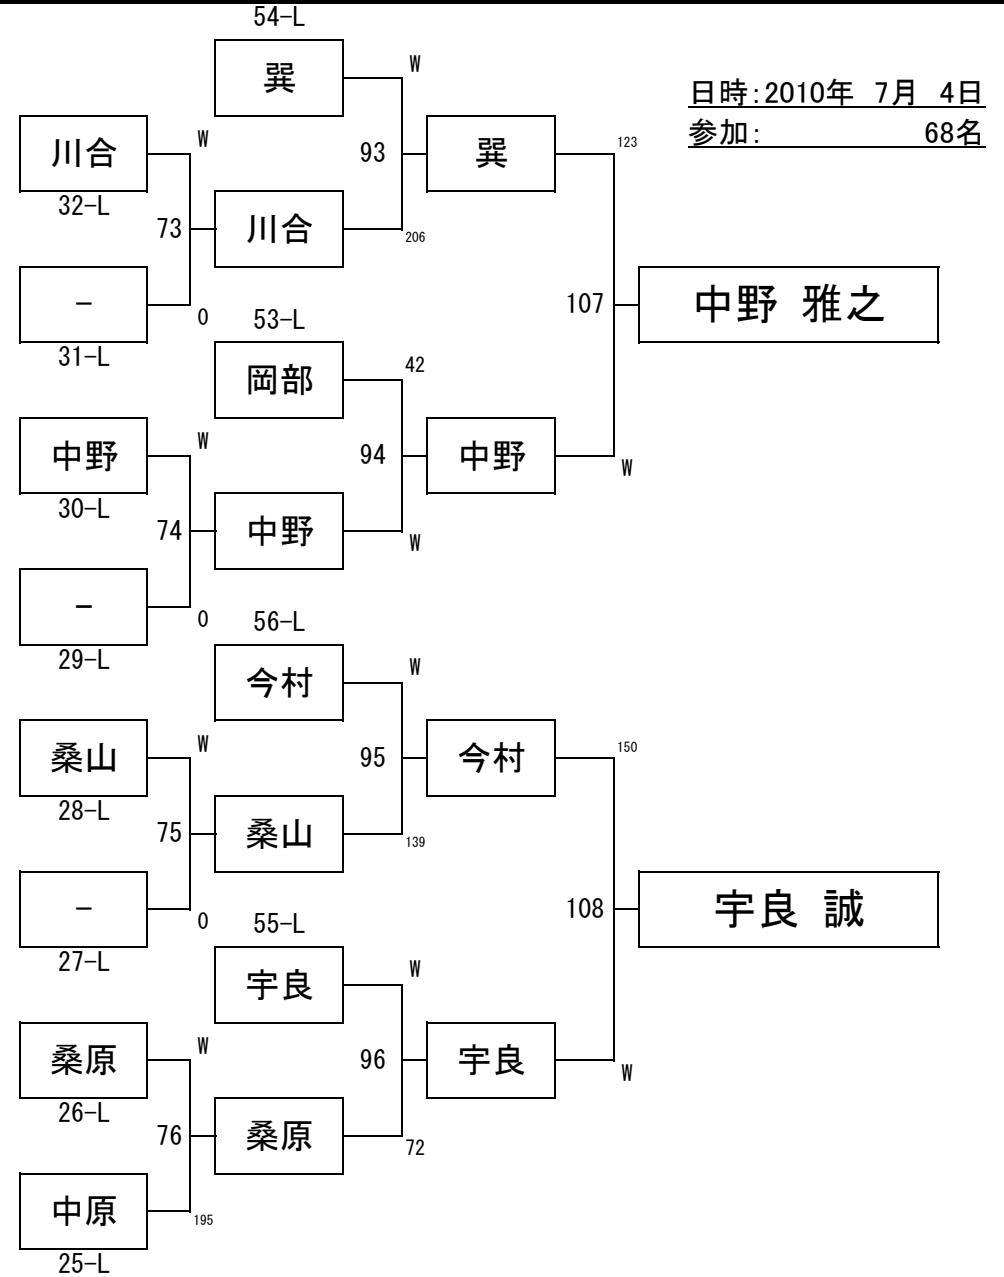 54-L
巽
W
日時:2010年 7月 4日
参加: 68名
川合
W
93
巽
123
32-L
73
川合
206
-
0
107
中野 雅之
31-L
53-L
岡部
42
中野
W
94
中野
W
30-L
74
中野
W
-
0
29-L
56-L
今村
W
桑山
W
95
今村
150
28-L
75
桑山
139
-
0
108
宇良 誠
27-L
55-L
宇良
W
桑原
W
96
宇良
W
26-L
76
桑原
72
中原
195
25-L